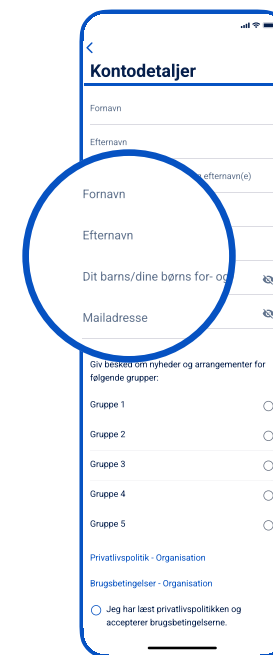 Kontodetaljer
Fornavn
Efternavn
efternavn(e)
Fornavn
Efternavn
Dit barns/dine børns for- og
Mailadresse
Giv besked om nyheder og arrangementer for
følgende grupper:
Gruppe 1
Gruppe 2
Gruppe 3
Gruppe 4
Gruppe 5
Privatlivspolitik - Organisation
Brugsbetingelser - Organisation
Jeg har læst privatlivspolitikken og
accepterer brugsbetingelserne.